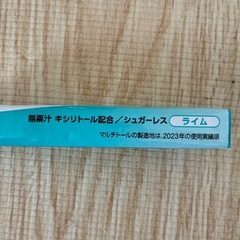 無果汁 キシリトール配合／シュガーレス ライム
マルチトールの製造地は、2023年の使用実績順